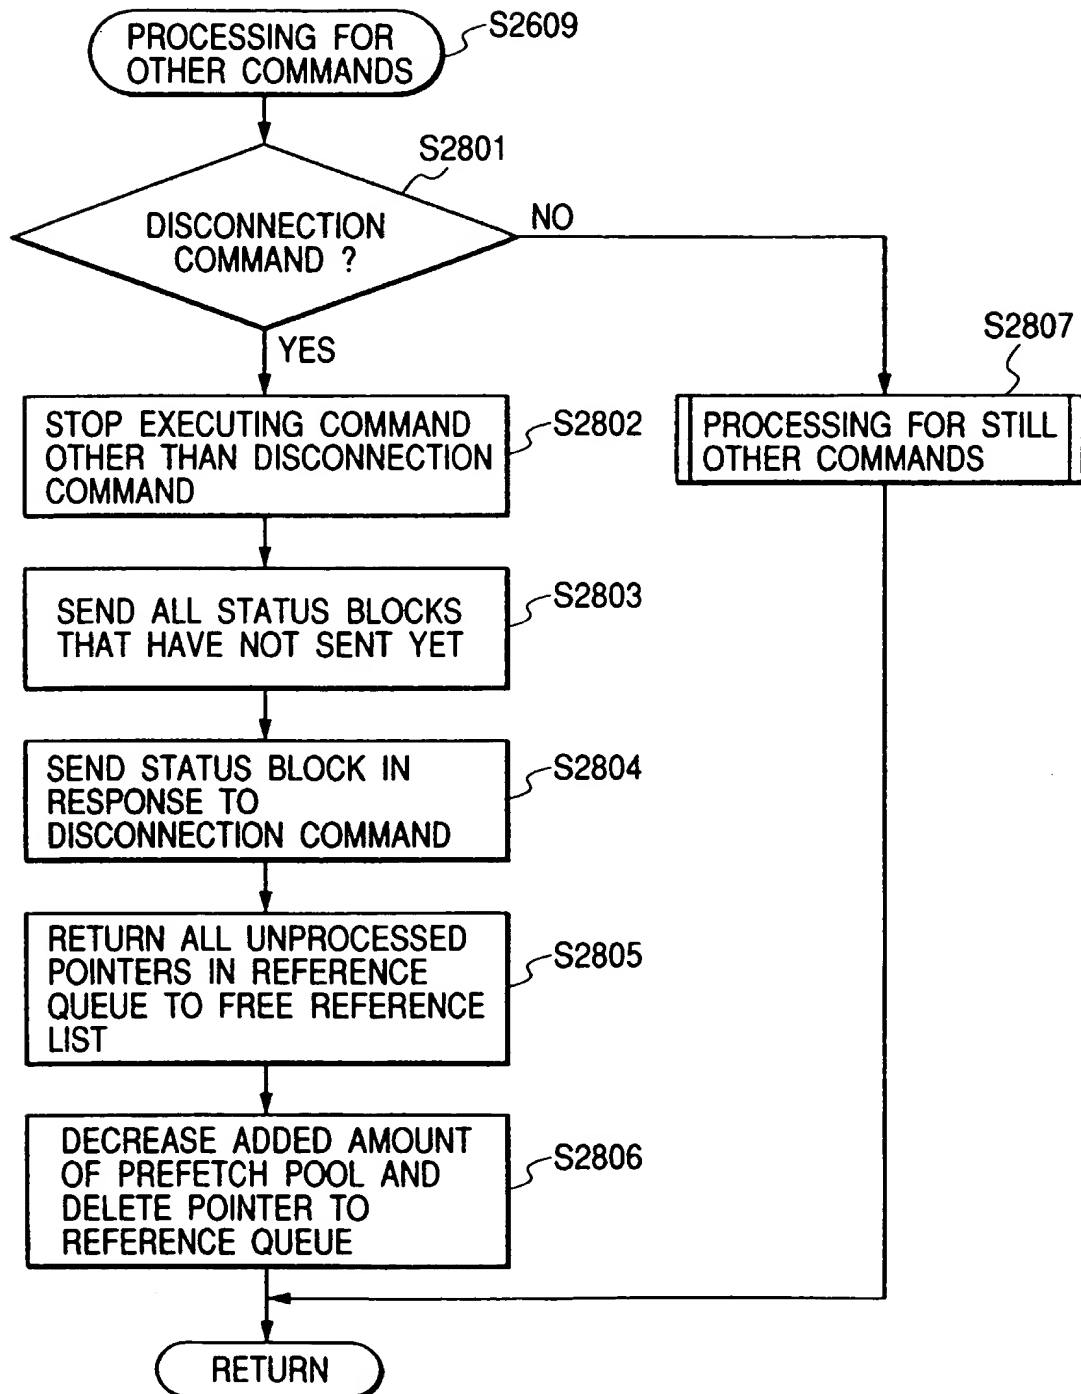 PROCESSING FOR
OTHER COMMANDS
S2609
S2801
DISCONNECTION
COMMAND ?
NO
YES
S2807
STOP EXECUTING COMMAND
OTHER THAN DISCONNECTION
COMMAND
S2802
PROCESSING FOR STILL
OTHER COMMANDS
SEND ALL STATUS BLOCKS
THAT HAVE NOT SENT YET
S2803
SEND STATUS BLOCK IN
RESPONSE TO
DISCONNECTION COMMAND
S2804
RETURN ALL UNPROCESSED
POINTERS IN REFERENCE
QUEUE TO FREE REFERENCE
LIST
S2805
DECREASE ADDED AMOUNT
OF PREFETCH POOL AND
DELETE POINTER TO
REFERENCE QUEUE
S2806
RETURN